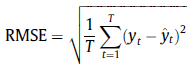 RMSE = √(1/T ∑_{t=1}^{T} (y_t − ŷ_t)²)